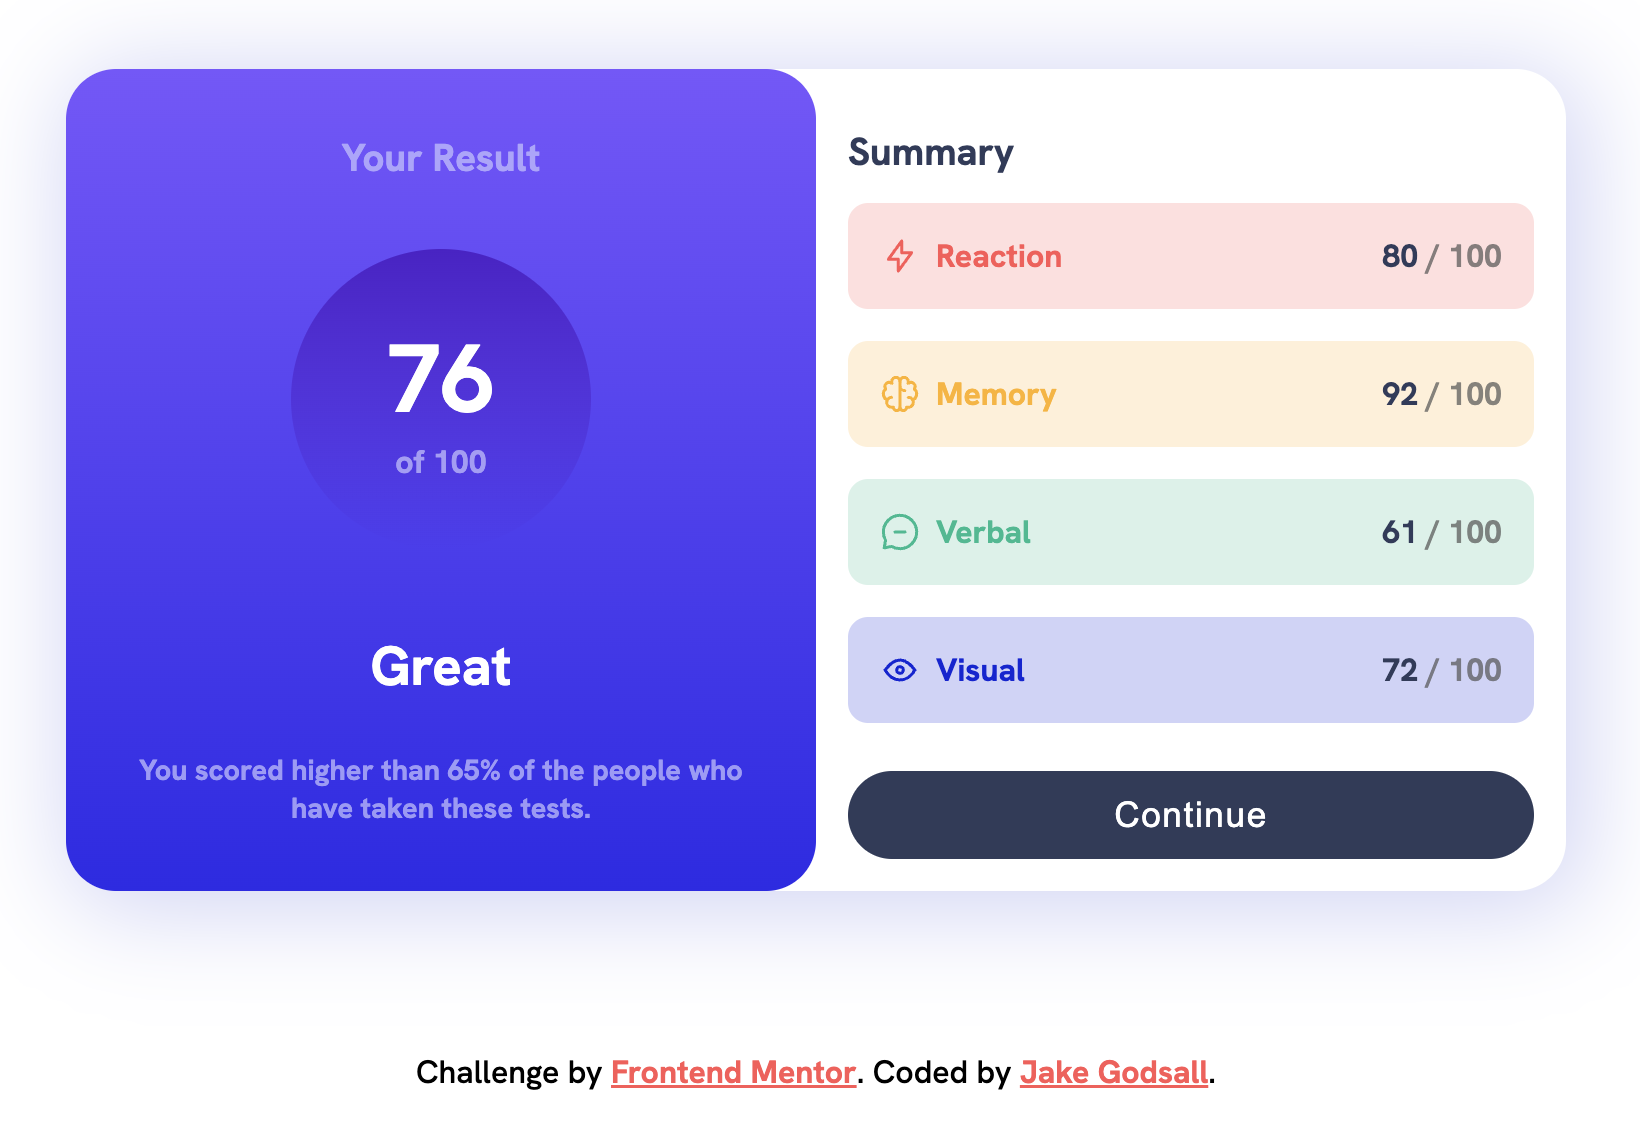 Your Result
76
of 100
Great
You scored higher than 65% of the people who
have taken these tests.
Summary
Reaction 80 / 100
Memory 92 / 100
Verbal 61 / 100
Visual 72 / 100
Continue
Challenge by Frontend Mentor. Coded by Jake Godsall.